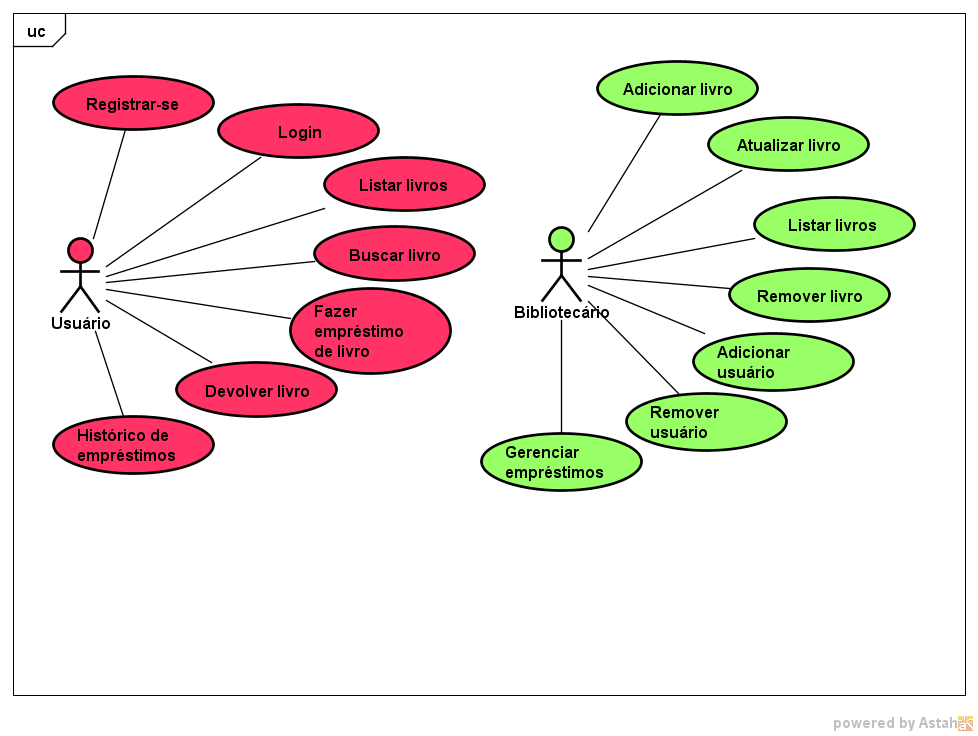 uc
Registrar-se
Login
Listar livros
Buscar livro
Fazer
empréstimo
de livro
Devolver livro
Histórico de
empréstimos
Usuário
Adicionar livro
Atualizar livro
Listar livros
Remover livro
Adicionar
usuário
Remover
usuário
Gerenciar
empréstimos
Bibliotecário
powered by Astah